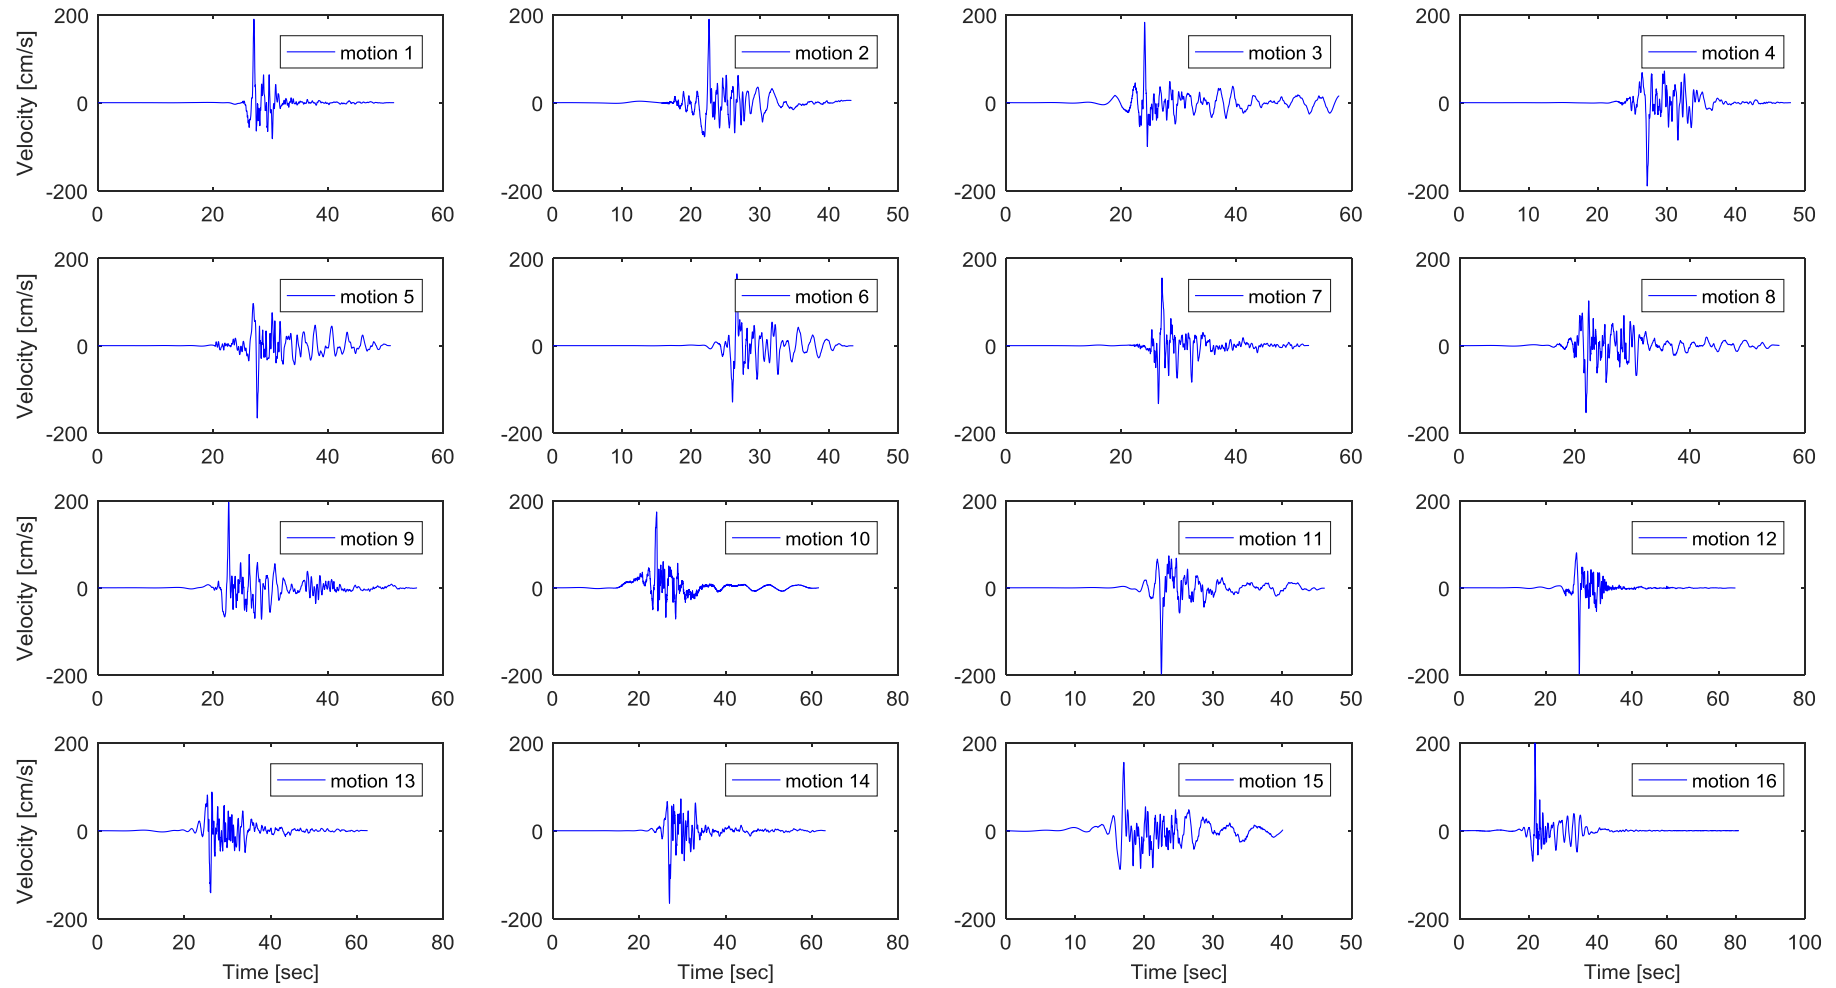 200
200
200
200
Velocity [cm/s]
motion 1
motion 2
motion 3
motion 4
0
0
0
0
-200
-200
-200
-200
0 20 40 60
0 10 20 30 40 50
0 20 40 60
0 10 20 30 40 50
200
200
200
200
Velocity [cm/s]
motion 5
motion 6
motion 7
motion 8
0
0
0
0
-200
-200
-200
-200
0 20 40 60
0 10 20 30 40 50
0 20 40 60
0 20 40 60
200
200
200
200
Velocity [cm/s]
motion 9
motion 10
motion 11
motion 12
0
0
0
0
-200
-200
-200
-200
0 20 40 60
0 20 40 60 80
0 10 20 30 40 50
0 20 40 60 80
200
200
200
200
Velocity [cm/s]
motion 13
motion 14
motion 15
motion 16
0
0
0
0
-200
-200
-200
-200
0 20 40 60 80
0 20 40 60 80
0 10 20 30 40 50
0 20 40 60 80 100
Time [sec]
Time [sec]
Time [sec]
Time [sec]